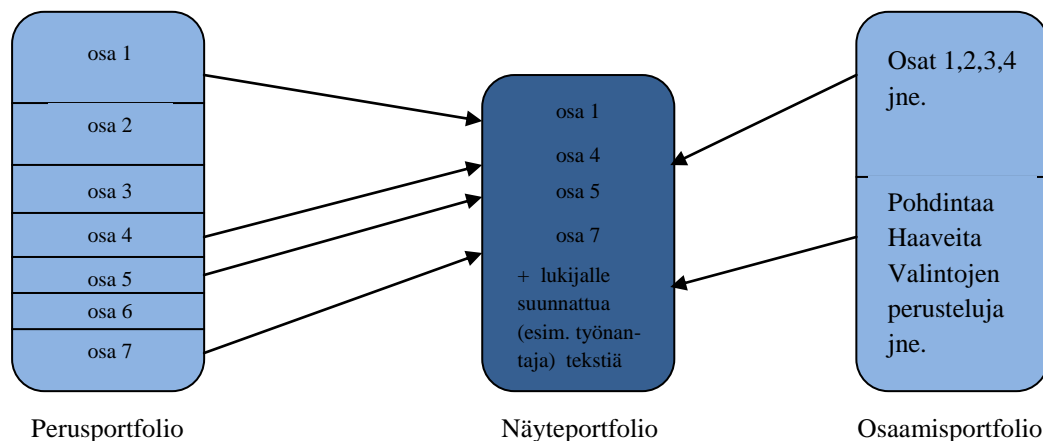 osa 1
osa 2
osa 3
osa 4
osa 5
osa 6
osa 7
Perusportfolio
osa 1
osa 4
osa 5
osa 7
+ lukijalle
suunnattua
(esim. työnan-
taja) tekstiä
Näyteportfolio
Osat 1,2,3,4
jne.
Pohdintaa
Haaveita
Valintojen
perusteluja
jne.
Osaamisportfolio